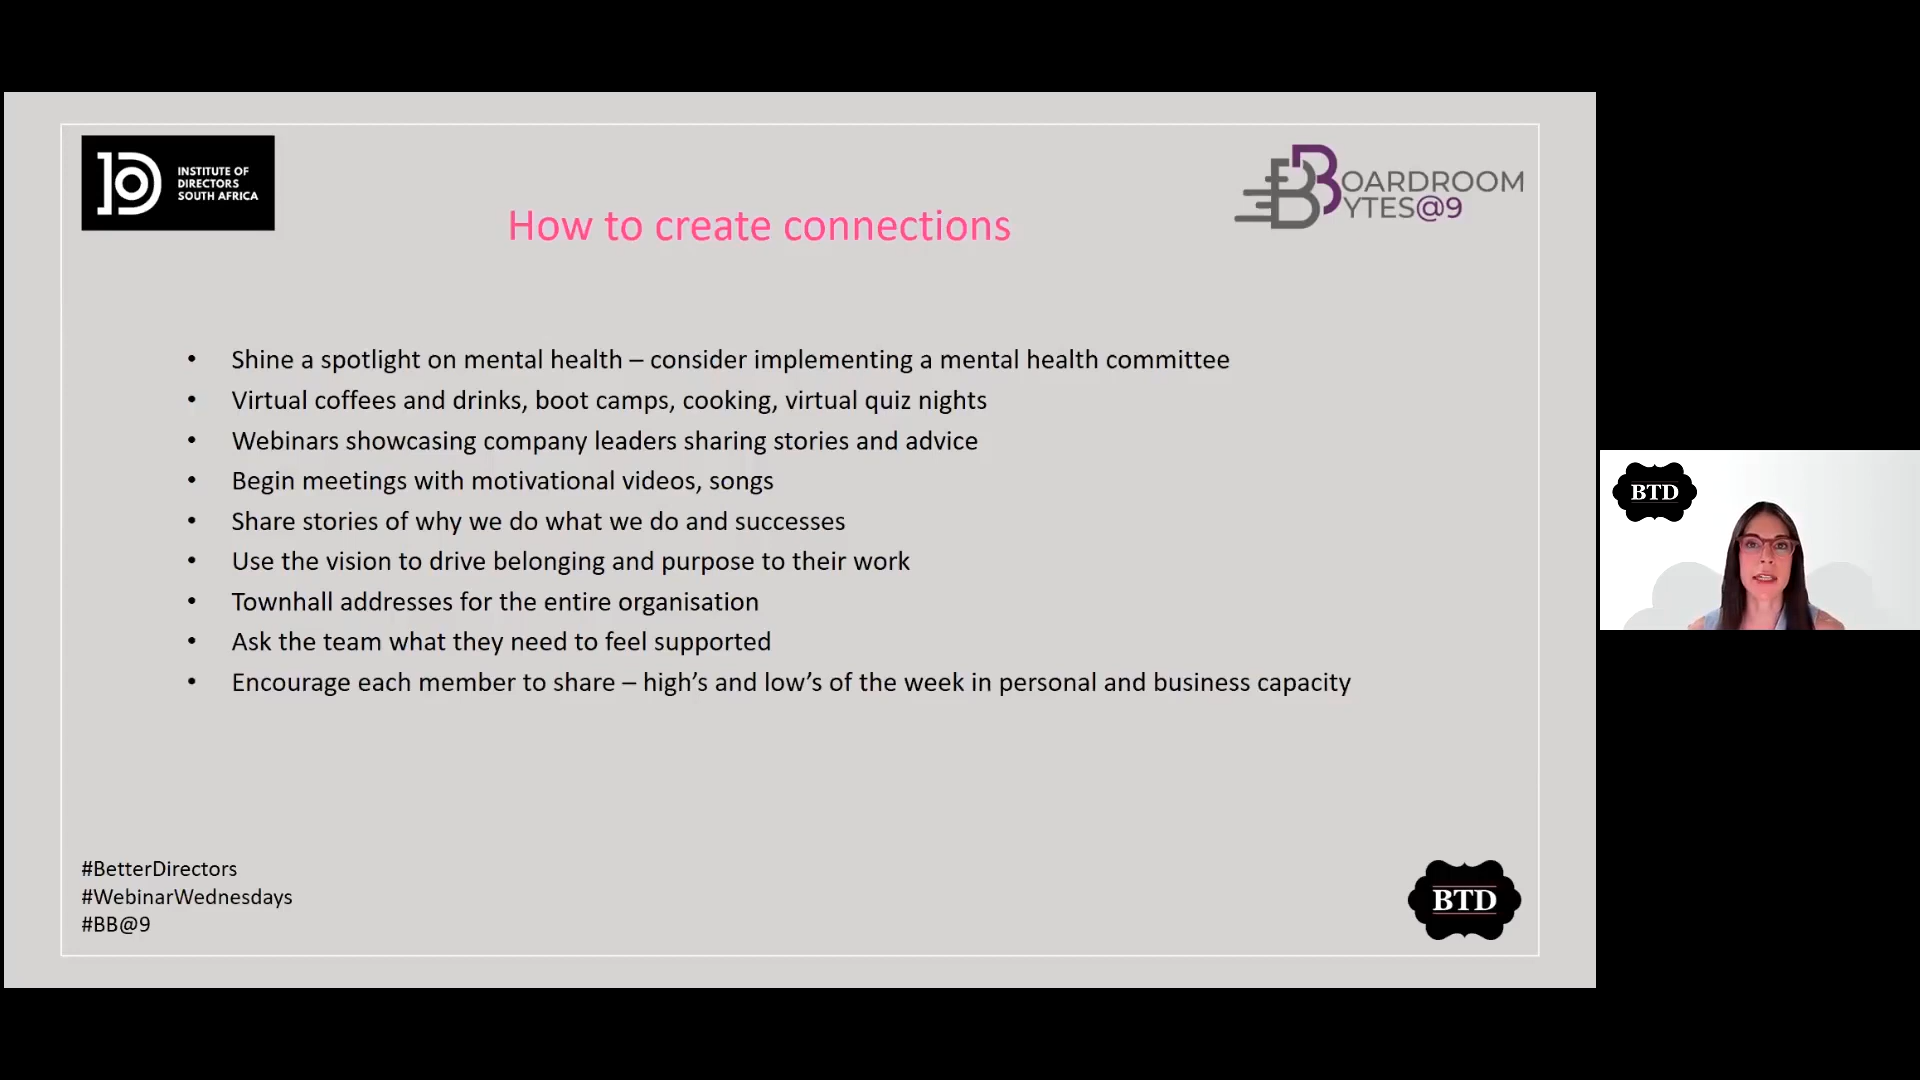 INSTITUTE OF
DIRECTORS
SOUTH AFRICA
BOARDROOM
BYTES@9
How to create connections
• Shine a spotlight on mental health – consider implementing a mental health committee
• Virtual coffees and drinks, boot camps, cooking, virtual quiz nights
• Webinars showcasing company leaders sharing stories and advice
• Begin meetings with motivational videos, songs
• Share stories of why we do what we do and successes
• Use the vision to drive belonging and purpose to their work
• Townhall addresses for the entire organisation
• Ask the team what they need to feel supported
• Encourage each member to share – high’s and low’s of the week in personal and business capacity
BTD
#BetterDirectors
#WebinarWednesdays
#BB@9
BTD